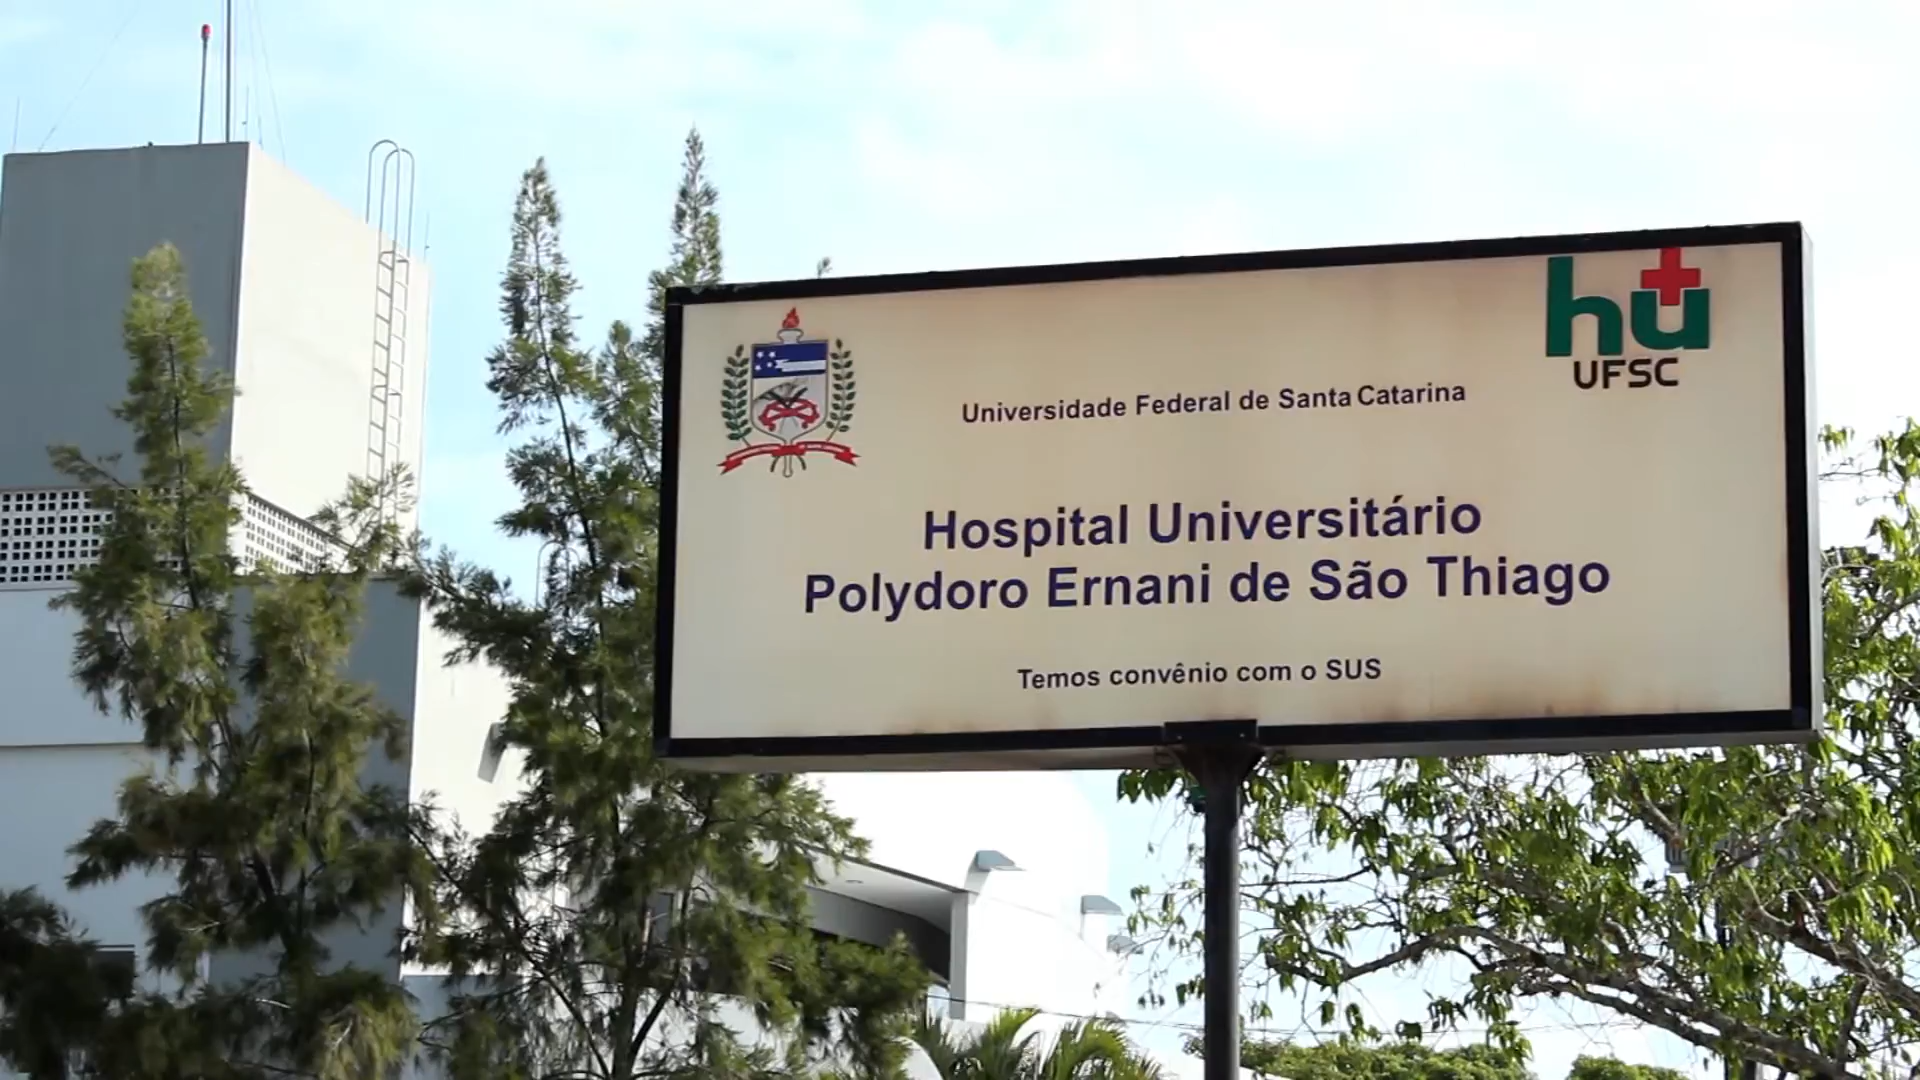 hu
UFSC
Universidade Federal de Santa Catarina
Hospital Universitário
Polydoro Ernani de São Thiago
Temos convênio com o SUS